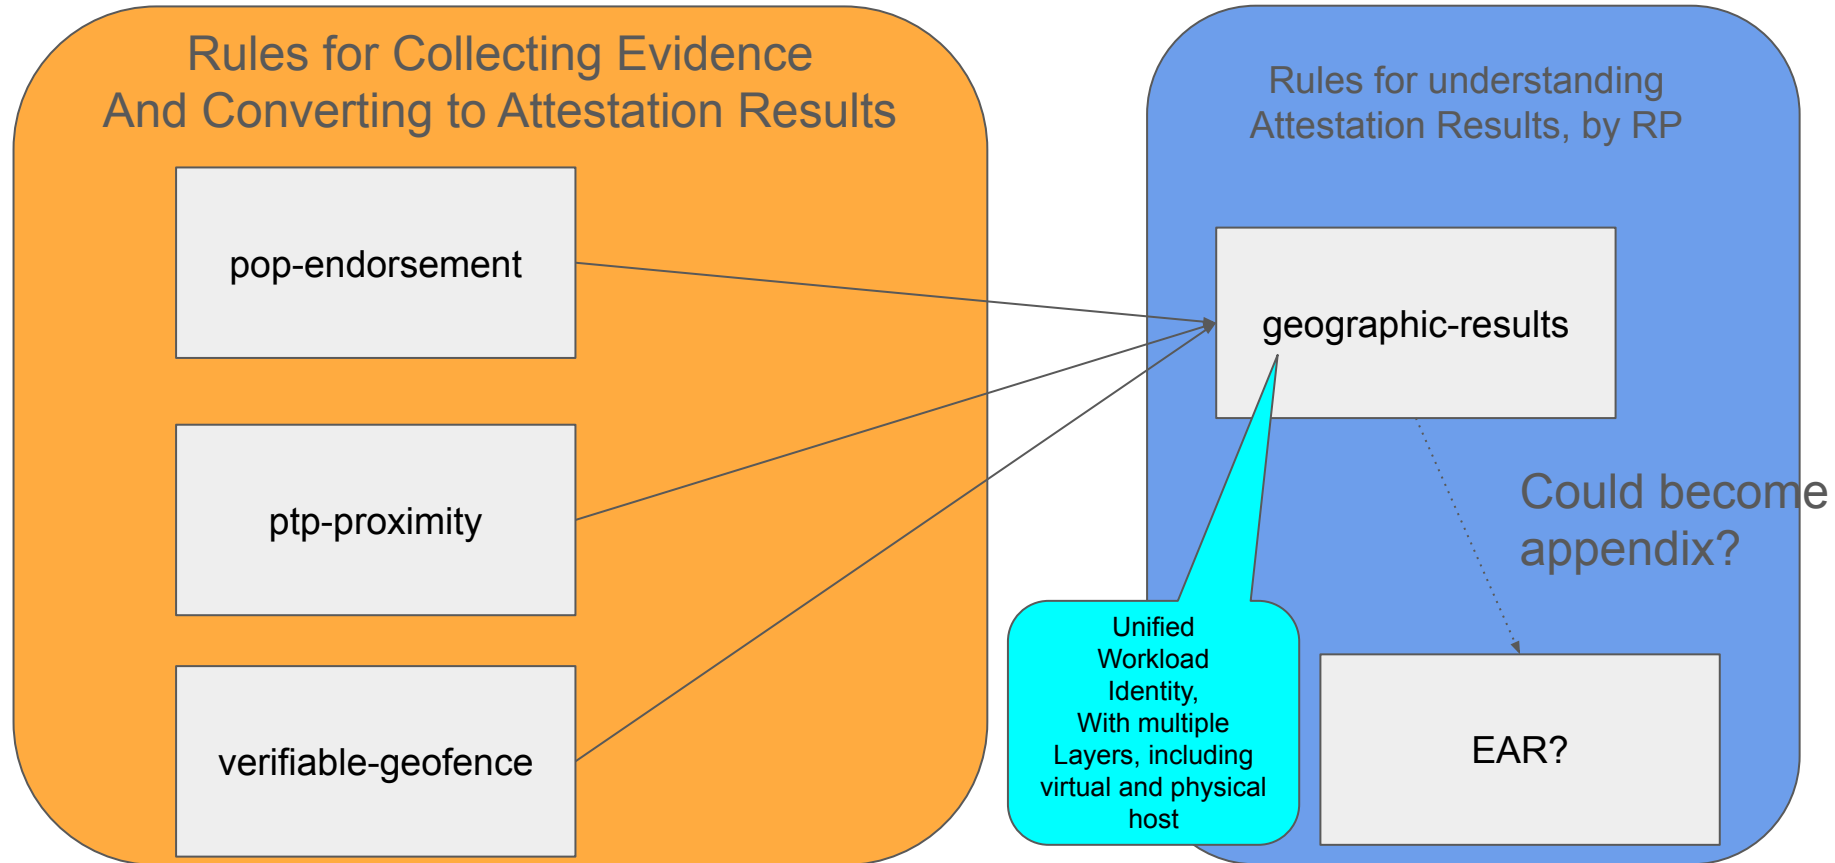 Rules for Collecting Evidence
And Converting to Attestation Results
pop-endorsement
ptp-proximity
verifiable-geofence
Rules for understanding
Attestation Results, by RP
geographic-results
Could become
appendix?
Unified
Workload
Identity,
With multiple
Layers, including
virtual and physical
host
EAR?